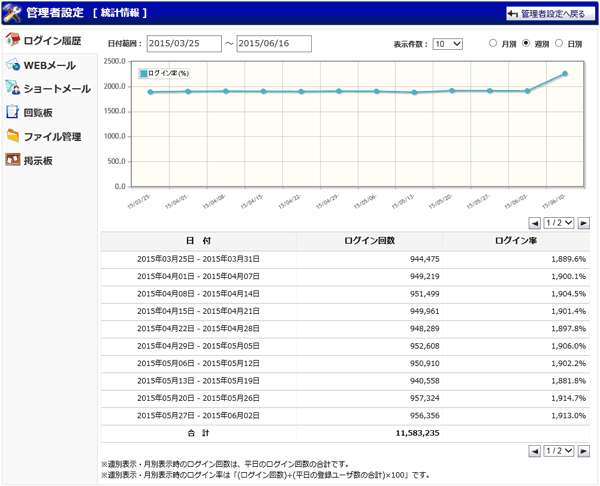 管理者設定 [ 統計情報 ]
管理者設定へ戻る
ログイン履歴
WEBメール
ショートメール
回覧板
ファイル管理
掲示板
日付範囲： 2015/03/25 ～ 2015/06/16 表示件数： 10 月別 週別 日別
ログイン率(%)
2500.0
2000.0
1500.0
1000.0
500.0
0.0
15/03/25- 15/04/01- 15/04/08- 15/04/15- 15/04/22- 15/04/29- 15/05/06- 15/05/13- 15/05/20- 15/05/27- 15/06/03- 15/06/10-
1 / 2
日 付 ログイン回数 ログイン率
2015年03月25日 - 2015年03月31日 944,475 1,889.6%
2015年04月01日 - 2015年04月07日 949,219 1,900.1%
2015年04月08日 - 2015年04月14日 951,499 1,904.5%
2015年04月15日 - 2015年04月21日 949,961 1,901.4%
2015年04月22日 - 2015年04月28日 948,289 1,897.8%
2015年04月29日 - 2015年05月05日 952,608 1,906.0%
2015年05月06日 - 2015年05月12日 950,910 1,902.2%
2015年05月13日 - 2015年05月19日 940,558 1,881.8%
2015年05月20日 - 2015年05月26日 957,324 1,914.7%
2015年05月27日 - 2015年06月02日 956,356 1,913.0%
合 計 11,583,235
1 / 2
※週別表示・月別表示時のログイン回数は、平日のログイン回数の合計です。
※週別表示・月別表示時のログイン率は「(ログイン回数)÷(平日の登録ユーザ数の合計)×100」です。